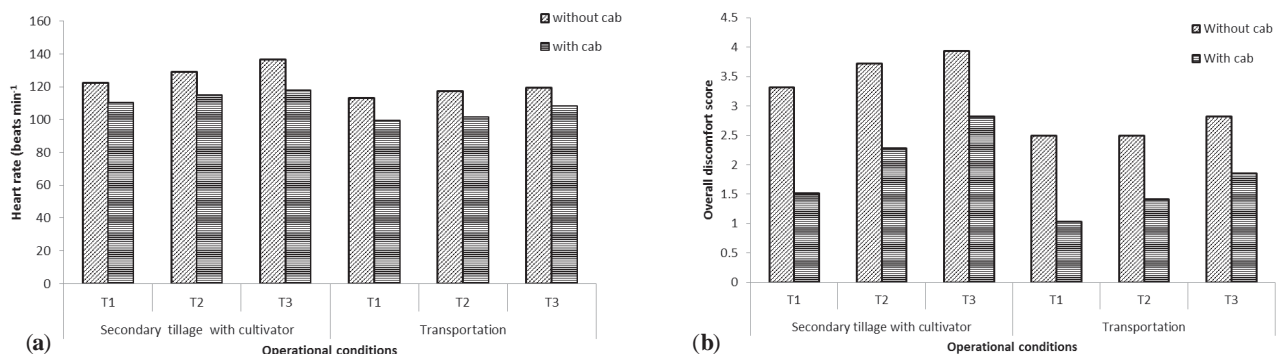 160
140
120
100
80
60
40
20
0
Heart rate (beats min-1
without cab
with cab
T1 T2 T3 T1 T2 T3
Secondary tillage with cultivator Transportation
Operational conditions
(a)
4.5
4
3.5
3
2.5
2
1.5
1
0.5
0
Overall discomfort score
Without cab
With cab
T1 T2 T3 T1 T2 T3
Secondary tillage with cultivator Transportation
Operational conditions
(b)